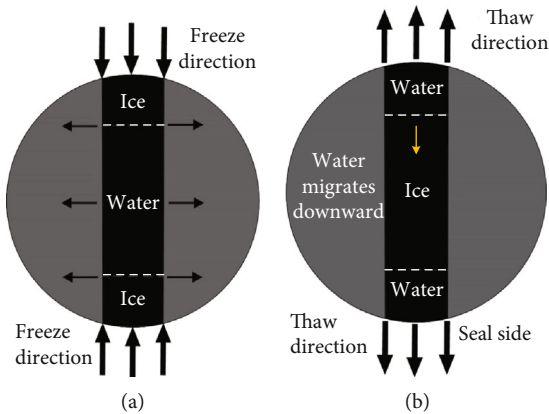 Freeze
direction
Ice
Water
Ice
Freeze
direction
(a)
Thaw
direction
Water
Water
migrates
downward
Ice
Water
Thaw
direction
Seal side
(b)